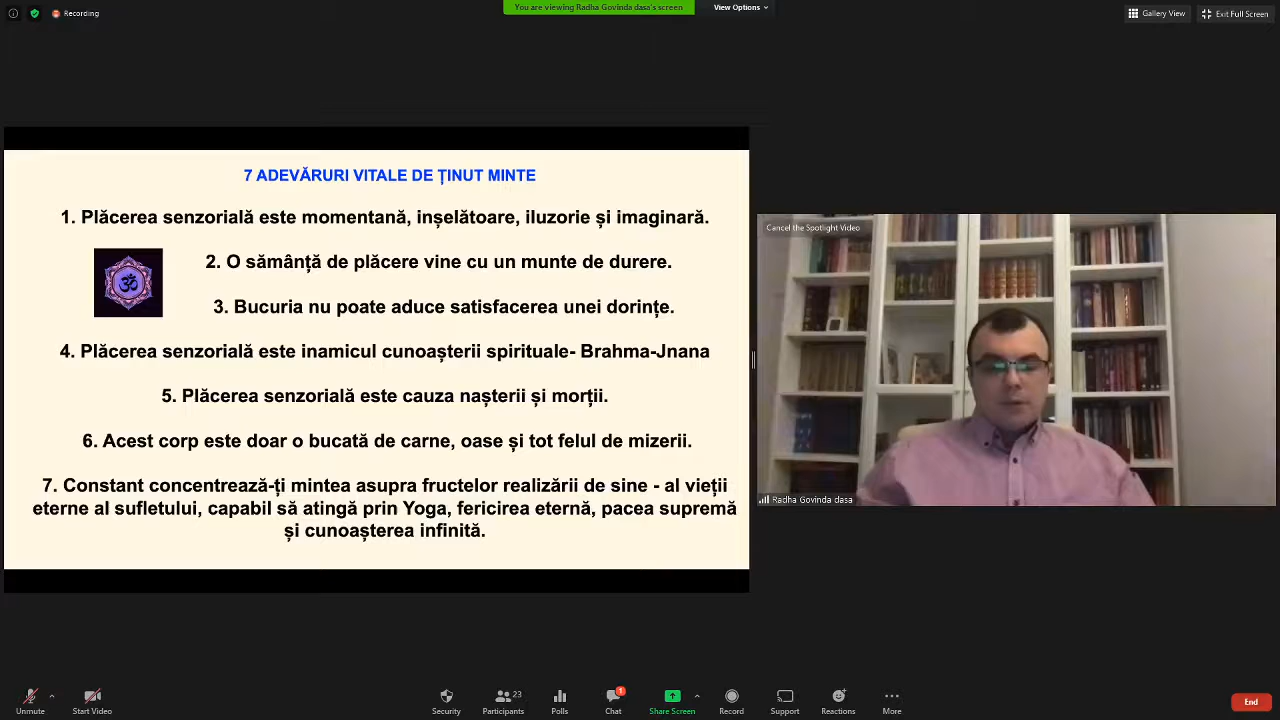 Recording
You are viewing Radha Govinda dasa's screen
View Options
Gallery View
Exit Full Screen
7 ADEVĂRURI VITALE DE ȚINUT MINTE
1. Plăcerea senzorială este momentană, inșelătoare, iluzorie și imaginară.
2. O sămânță de plăcere vine cu un munte de durere.
3. Bucuria nu poate aduce satisfacerea unei dorințe.
4. Plăcerea senzorială este inamicul cunoașterii spirituale- Brahma-Jnana
5. Plăcerea senzorială este cauza nașterii și morții.
6. Acest corp este doar o bucată de carne, oase și tot felul de mizerii.
7. Constant concentrează-ți mintea asupra fructelor realizării de sine - al vieții
eterne al sufletului, capabil să atingă prin Yoga, fericirea eternă, pacea supremă
și cunoașterea infinită.
ॐ
Cancel the Spotlight Video
Radha Govinda dasa
Unmute
Start Video
Security
Participants 23
Polls
Chat 1
Share Screen
Record
Support
Reactions
More
End